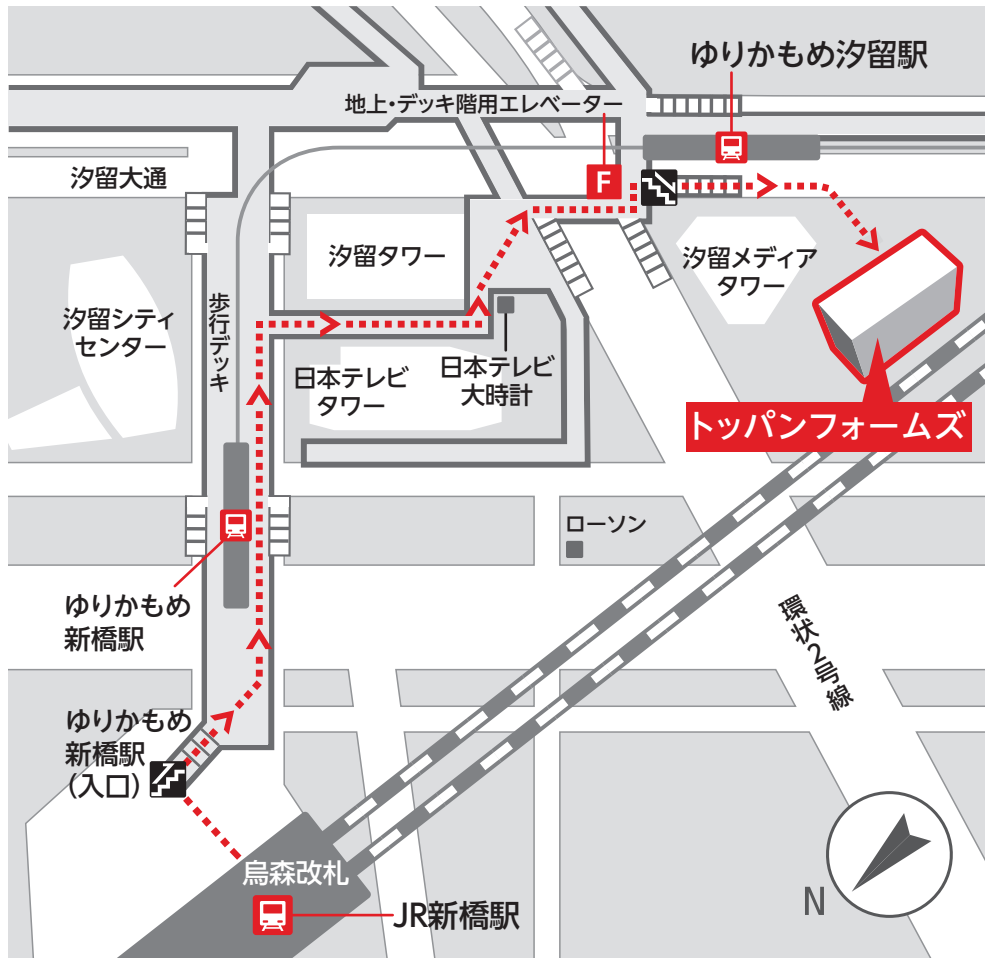 ゆりかもめ汐留駅
地上・デッキ階用エレベーター
F
汐留大通
汐留タワー
汐留メディア
タワー
汐留シティ
センター
歩行デッキ
日本テレビ
タワー
日本テレビ
大時計
トッパンフォームズ
ローソン
ゆりかもめ
新橋駅
環状2号線
ゆりかもめ
新橋駅
(入口)
烏森改札
JR新橋駅
N